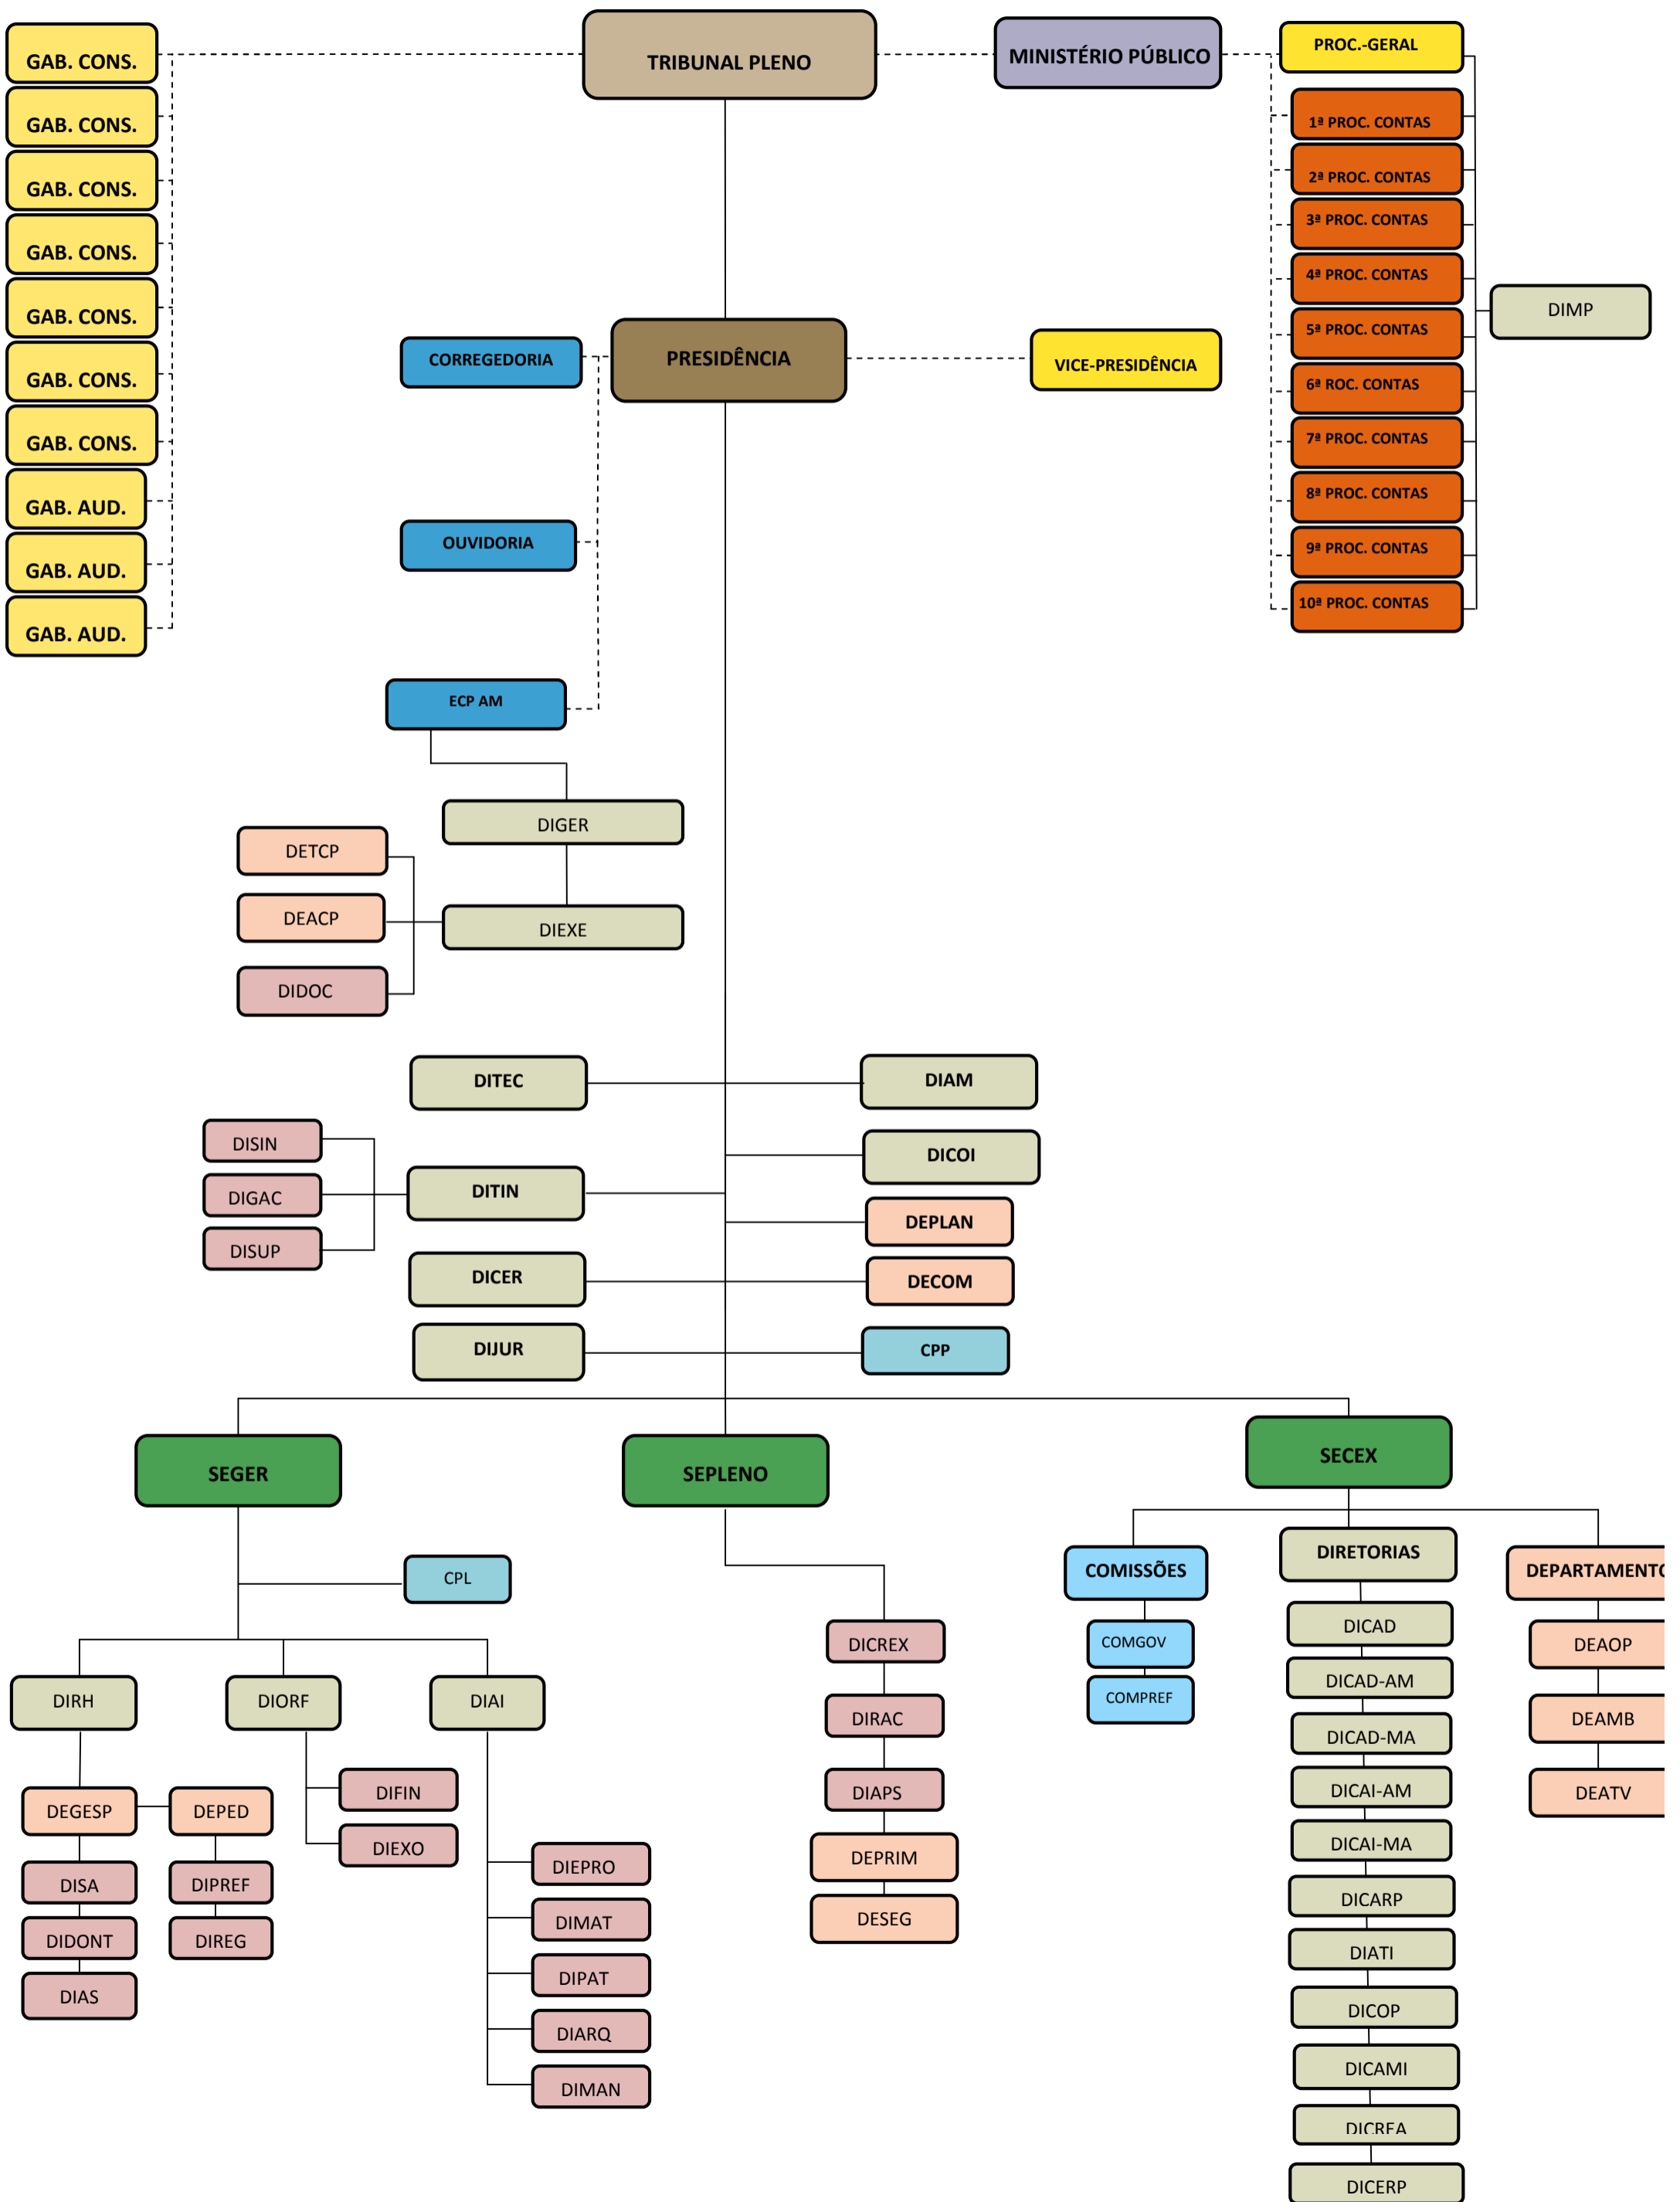 TRIBUNAL PLENO
MINISTÉRIO PÚBLICO
PROC.-GERAL
GAB. CONS.
GAB. CONS.
GAB. CONS.
GAB. CONS.
GAB. CONS.
GAB. CONS.
GAB. CONS.
GAB. AUD.
GAB. AUD.
GAB. AUD.
1ª PROC. CONTAS
2ª PROC. CONTAS
3ª PROC. CONTAS
4ª PROC. CONTAS
5ª PROC. CONTAS
6ª ROC. CONTAS
7ª PROC. CONTAS
8ª PROC. CONTAS
9ª PROC. CONTAS
10ª PROC. CONTAS
DIMP
CORREGEDORIA
PRESIDÊNCIA
VICE-PRESIDÊNCIA
OUVIDORIA
ECP AM
DIGER
DETCP
DEACP
DIEXE
DIDOC
DITEC
DIAM
DISIN
DIGAC
DISUP
DITIN
DICOI
DEPLAN
DICER
DECOM
DIJUR
CPP
SEGER
SEPLENO
SECEX
CPL
DIRH
DIORF
DIAI
DEGESP
DEPED
DISA
DIPREF
DIDONT
DIREG
DIAS
DIFIN
DIEXO
DIEPRO
DIMAT
DIPAT
DIARQ
DIMAN
DICREX
DIRAC
DIAPS
DEPRIM
DESEG
COMISSÕES
COMGOV
COMPREF
DIRETORIAS
DICAD
DICAD-AM
DICAD-MA
DICAI-AM
DICAI-MA
DICARP
DIATI
DICOP
DICAMI
DICREA
DICERP
DEPARTAMENTO
DEAOP
DEAMB
DEATV